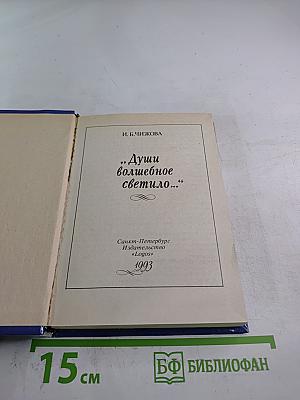 И. Б. ЧИЖОВА
„Души
волшебное
светило..."
Санкт-Петербург
Издательство
«Logos»
1993
15 см
БФ БИБЛИОФАН